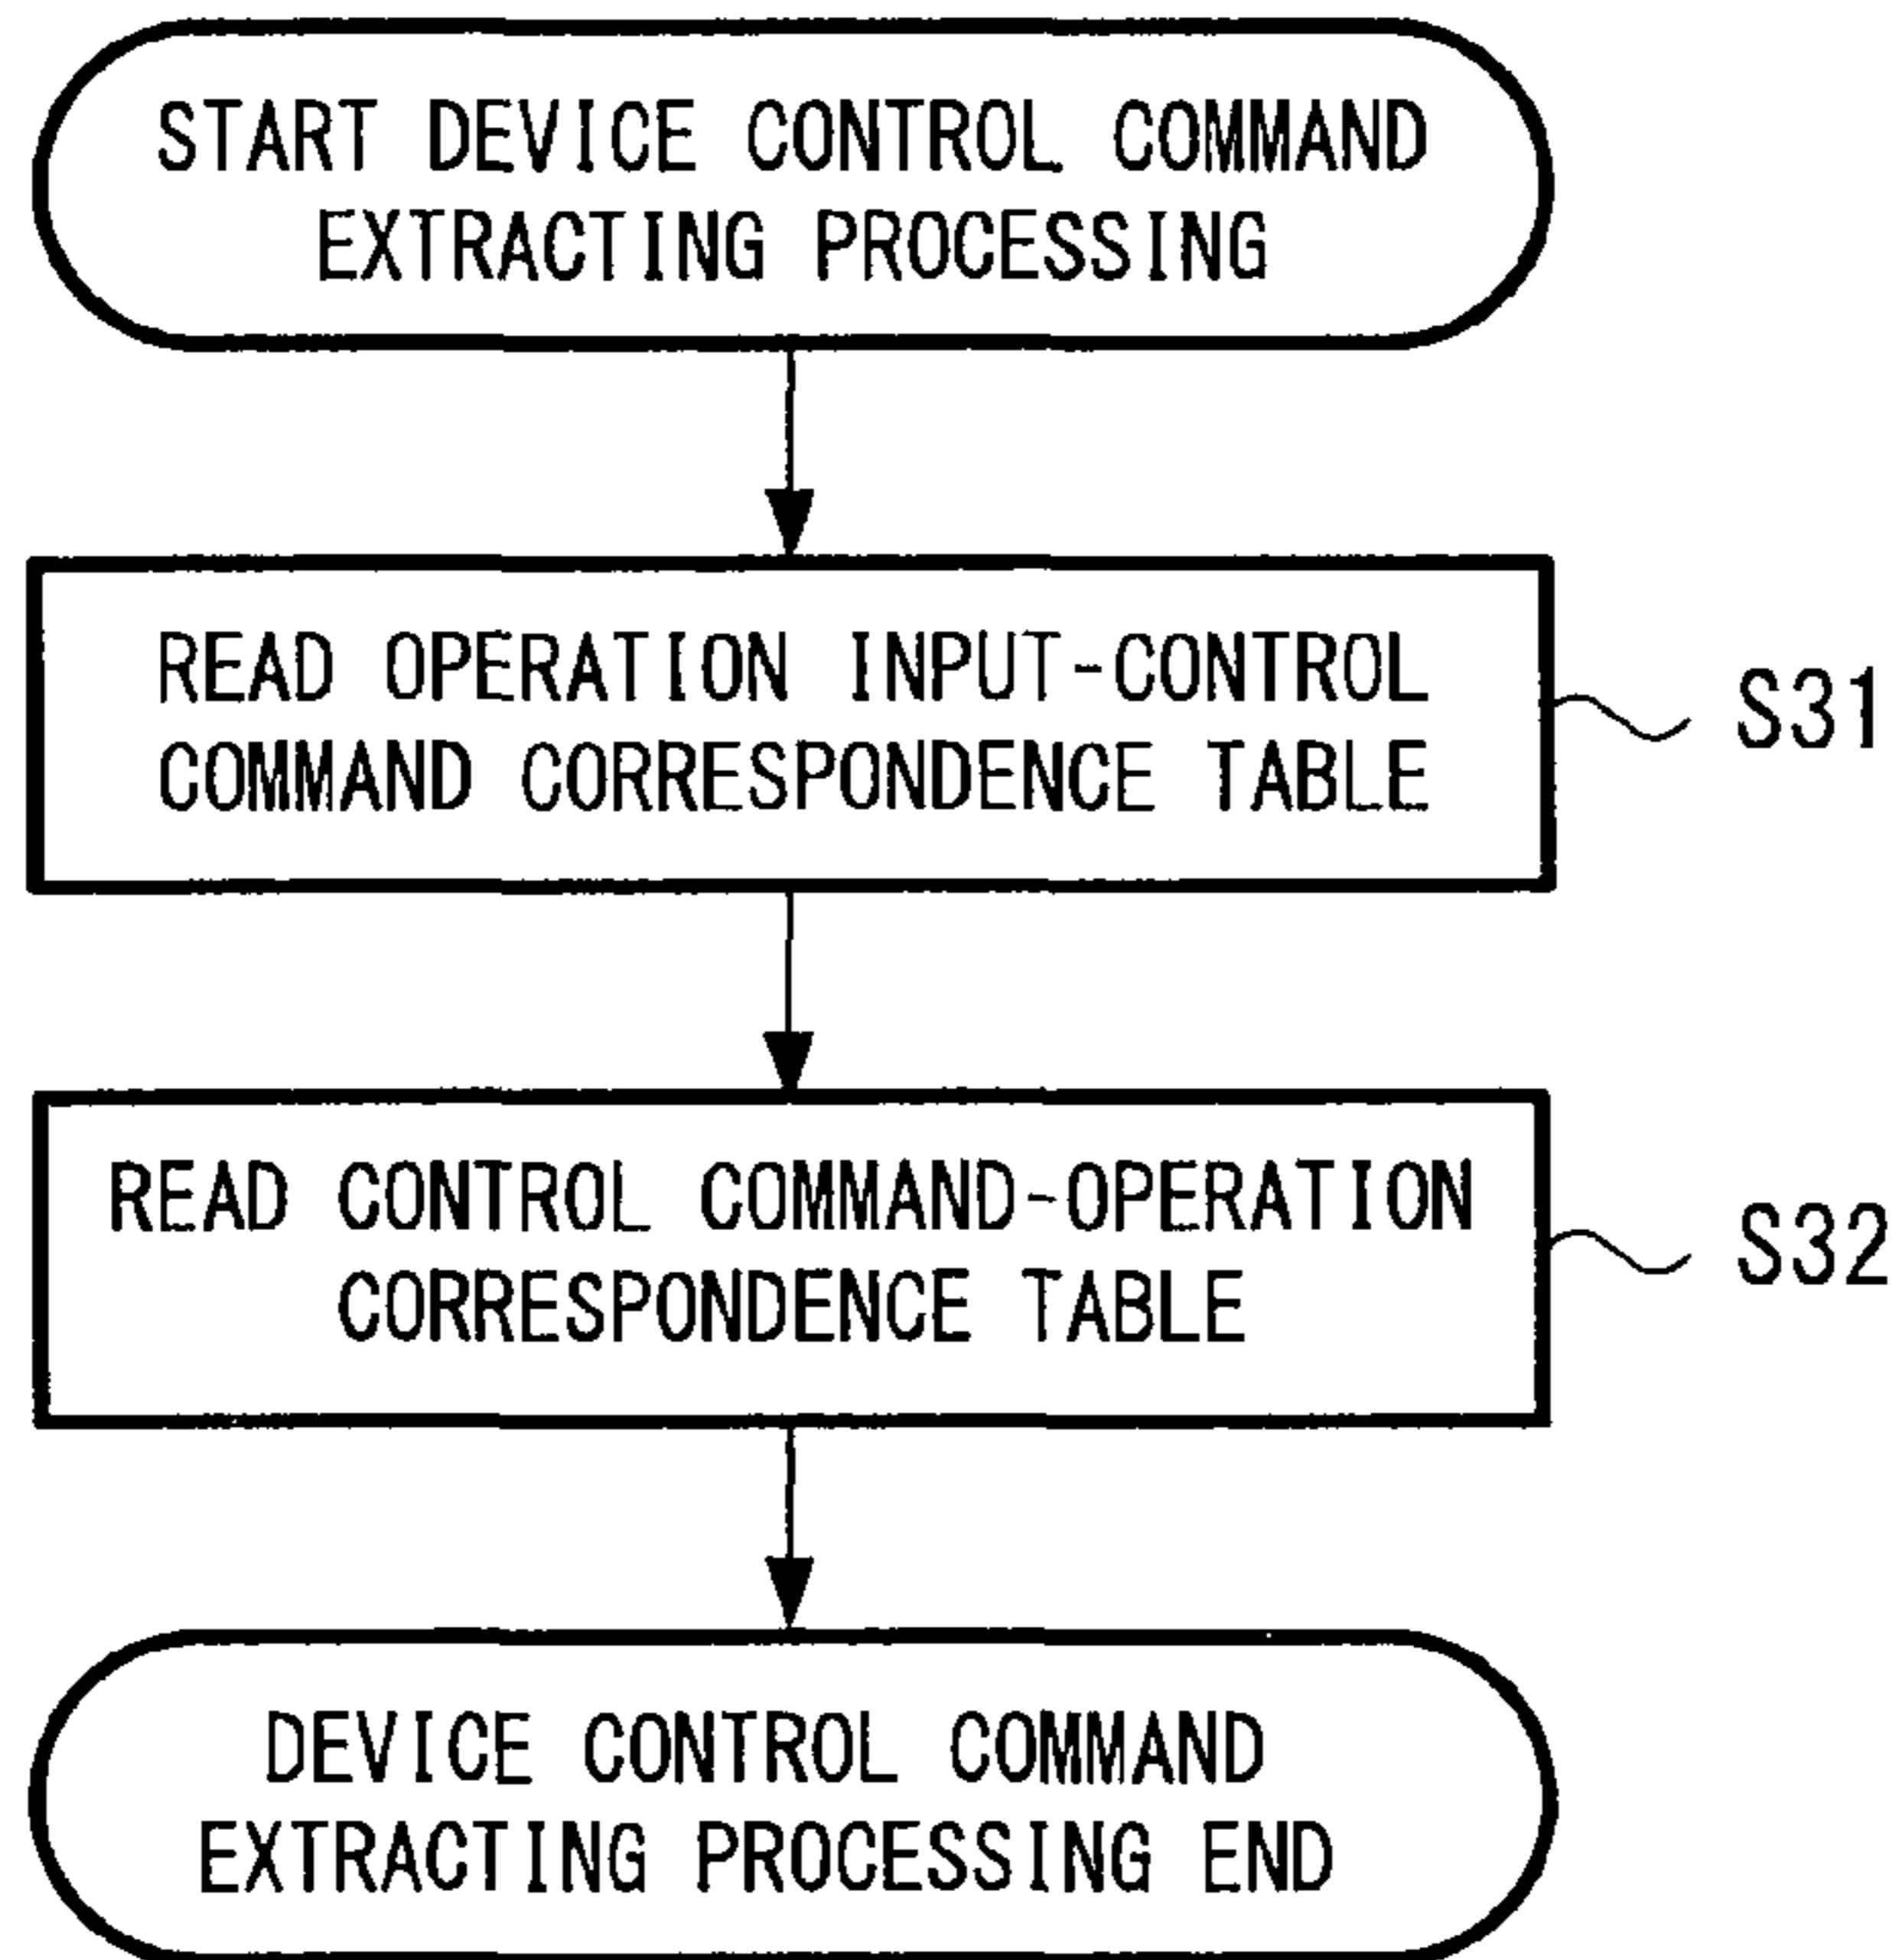 START DEVICE CONTROL COMMAND
EXTRACTING PROCESSING
READ OPERATION INPUT-CONTROL
COMMAND CORRESPONDENCE TABLE
S31
READ CONTROL COMMAND-OPERATION
CORRESPONDENCE TABLE
S32
DEVICE CONTROL COMMAND
EXTRACTING PROCESSING END